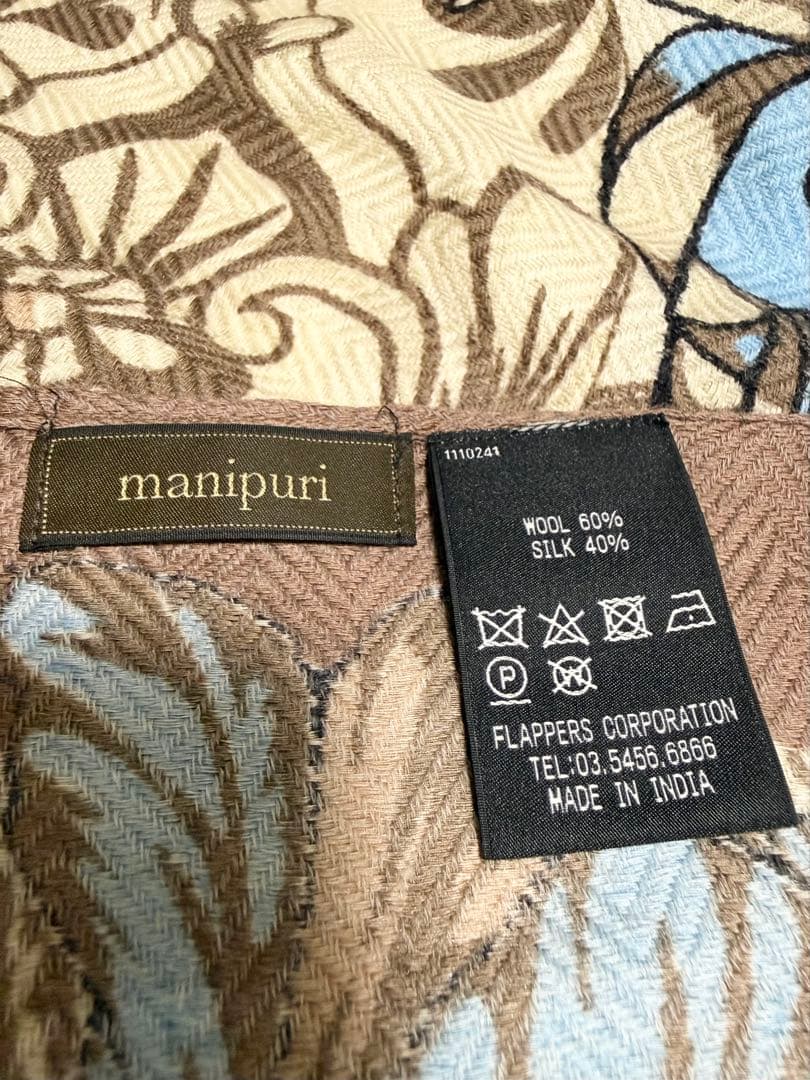 manipuri
1110241
WOOL 60%
SILK 40%
P W
FLAPPERS CORPORATION
TEL:03.5456.6866
MADE IN INDIA